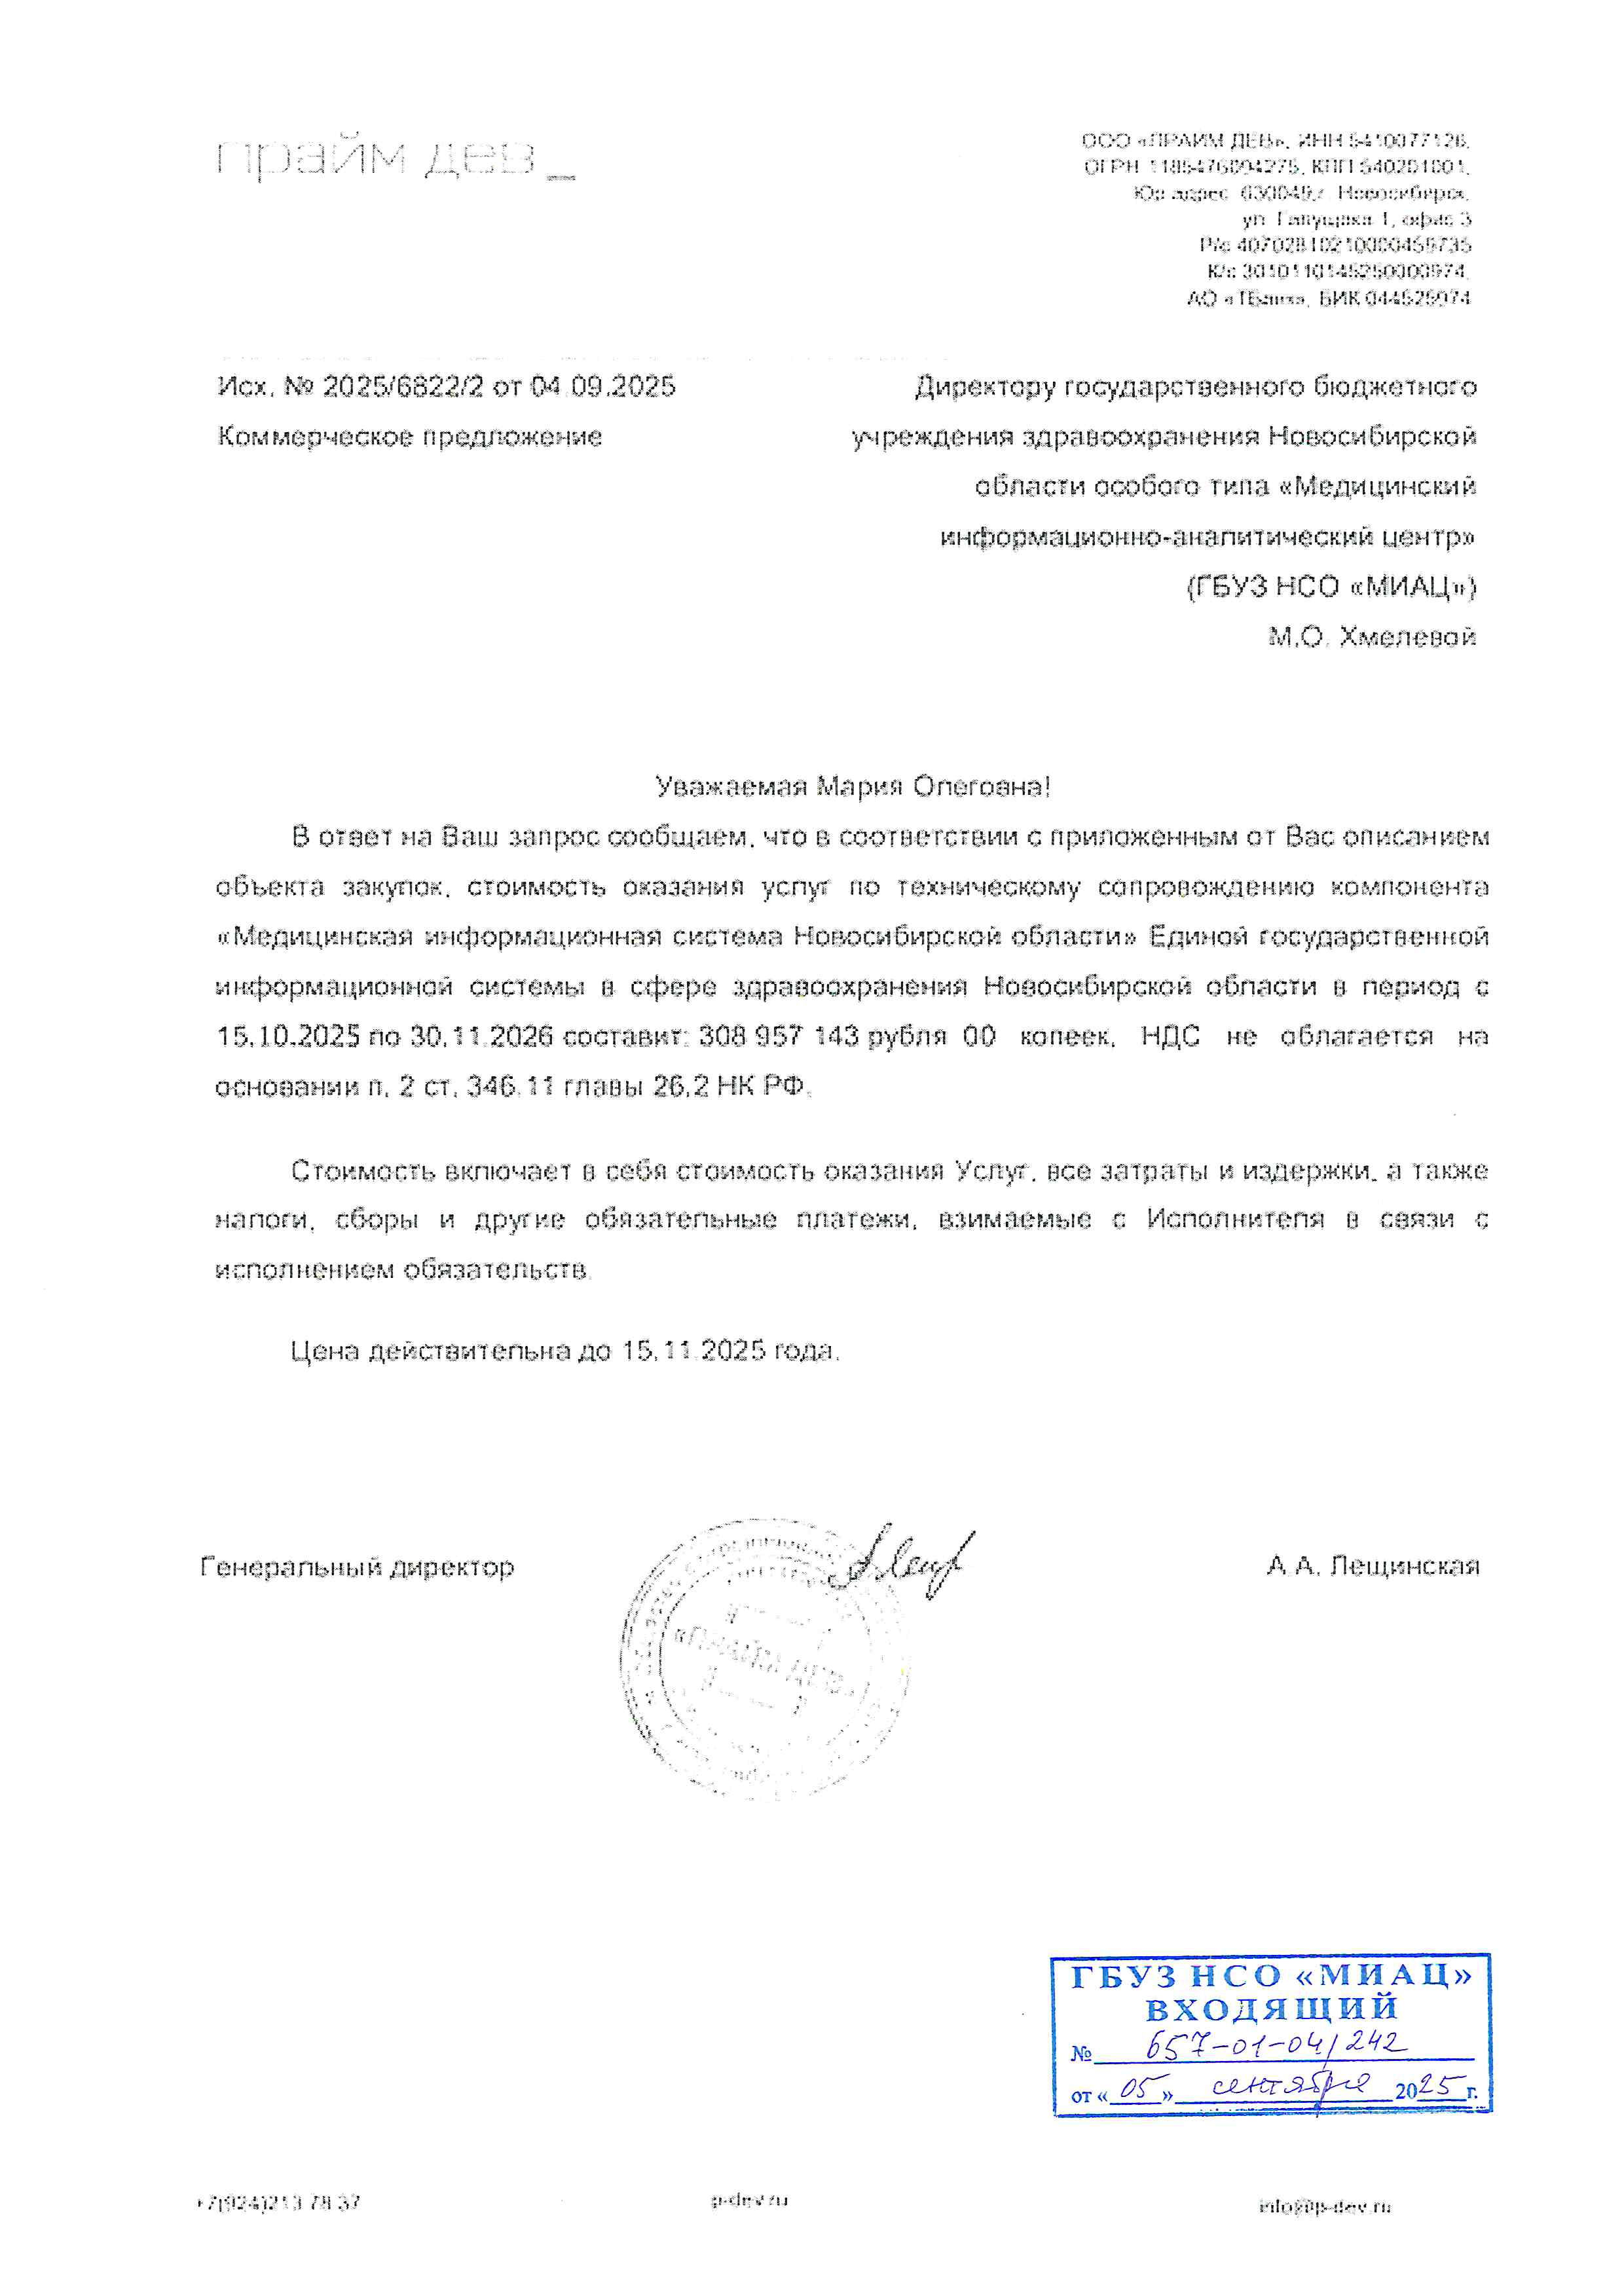 прайм дев_
ООО «ПРАЙМ ДЕВ», ИНН 5410077126,
ОГРН 1185476094275, КПП 540201001,
Юр адрес 630049, г. Новосибирск,
ул. Галущака 1, офис 3
Р/с 40702810210000455735
К/с 30101810145250000974,
АО «ТБанк», БИК 044525974
Исх. № 2025/6822/2 от 04.09.2025
Коммерческое предложение
Директору государственного бюджетного
учреждения здравоохранения Новосибирской
области особого типа «Медицинский
информационно-аналитический центр»
(ГБУЗ НСО «МИАЦ»)
М.О. Хмелевой
Уважаемая Мария Олеговна!
В ответ на Ваш запрос сообщаем, что в соответствии с приложенным от Вас описанием
объекта закупок, стоимость оказания услуг по техническому сопровождению компонента
«Медицинская информационная система Новосибирской области» Единой государственной
информационной системы в сфере здравоохранения Новосибирской области в период с
15.10.2025 по 30.11.2026 составит: 308 957 143 рубля 00 копеек, НДС не облагается на
основании п. 2 ст. 346.11 главы 26.2 НК РФ.
Стоимость включает в себя стоимость оказания Услуг, все затраты и издержки, а также
налоги, сборы и другие обязательные платежи, взимаемые с Исполнителя в связи с
исполнением обязательств.
Цена действительна до 15.11.2025 года.
Генеральный директор
А.А. Лещинская
ГБУЗ НСО «МИАЦ»
ВХОДЯЩИЙ
№ 657-01-04/242
от «05» сентября 2025 г.
+7(924)213 78 37
p-dev.ru
info@p-dev.ru